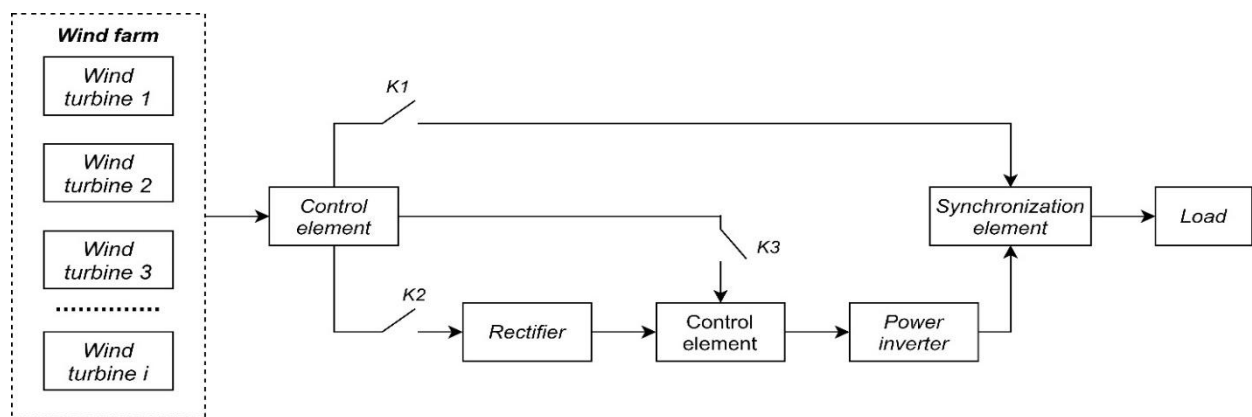 Wind farm
Wind
turbine 1
Wind
turbine 2
Wind
turbine 3
Wind
turbine i
Control
element
K1
K2
K3
Rectifier
Control
element
Power
inverter
Synchronization
element
Load